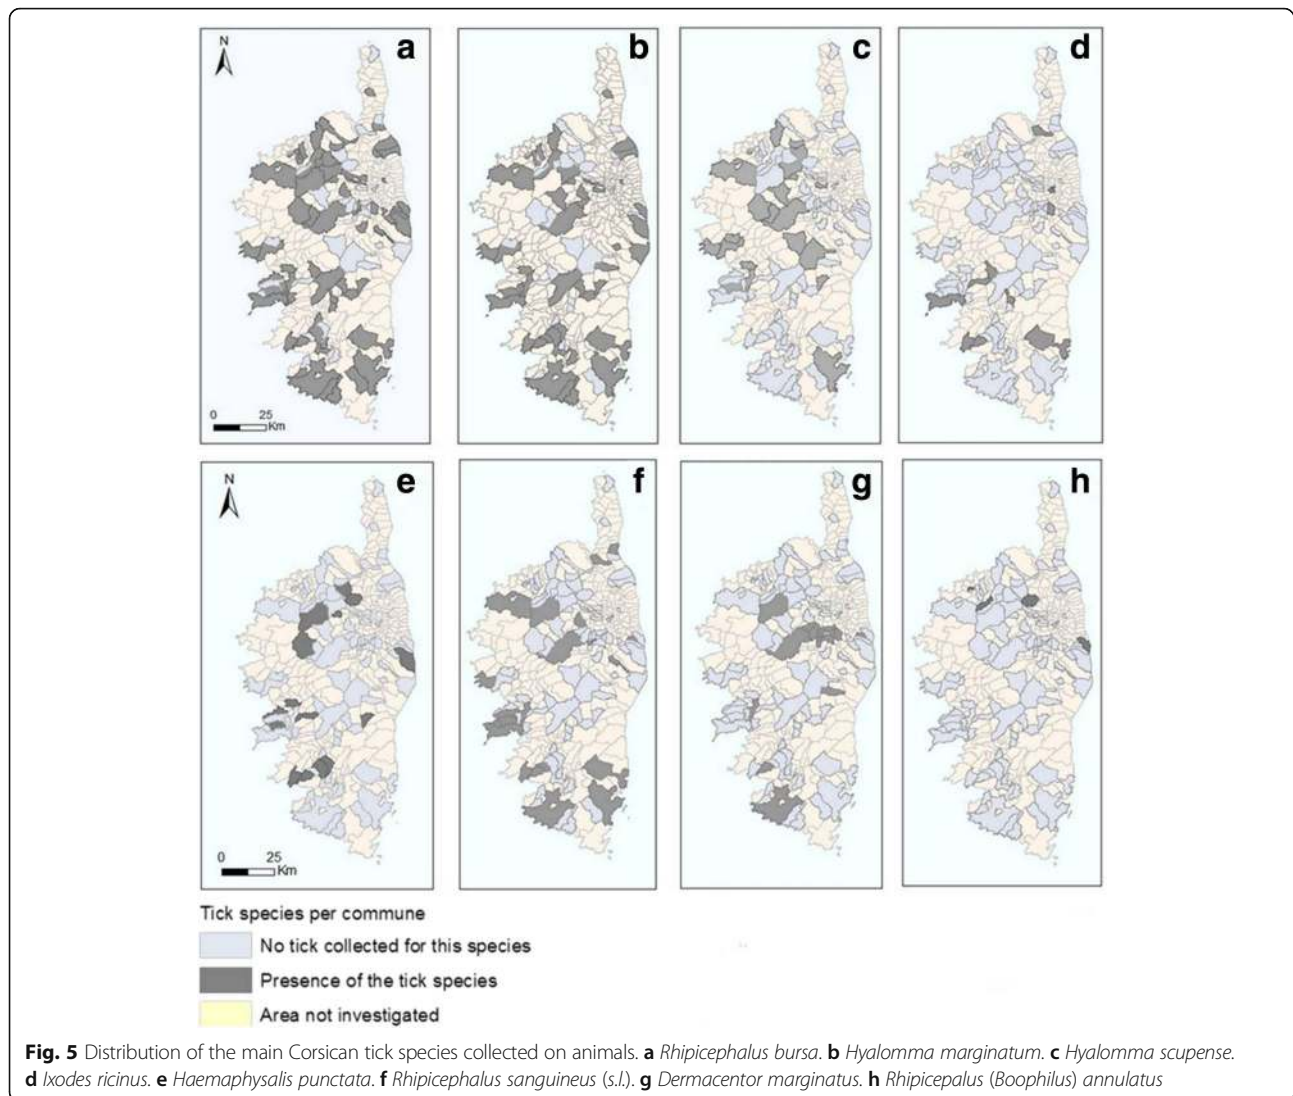 N
a
b
c
d
0 25
Km
N
e
f
g
h
0 25
Km
Tick species per commune
No tick collected for this species
Presence of the tick species
Area not investigated
Fig. 5 Distribution of the main Corsican tick species collected on animals. a Rhipicephalus bursa. b Hyalomma marginatum. c Hyalomma scupense.
d Ixodes ricinus. e Haemaphysalis punctata. f Rhipicephalus sanguineus (s.l.). g Dermacentor marginatus. h Rhipicepalus (Boophilus) annulatus